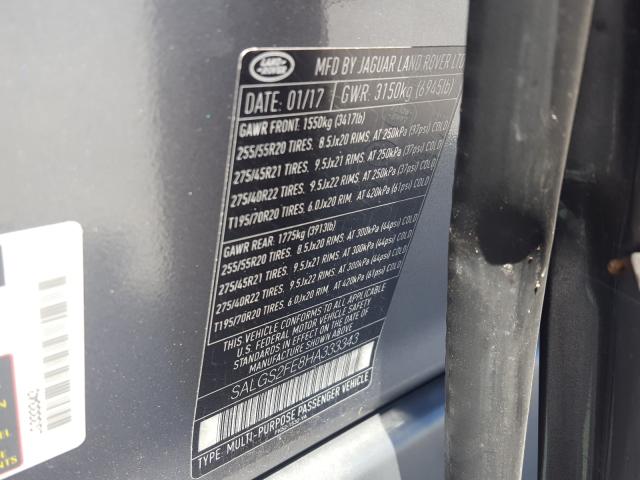 LAND ROVER
MFD BY JAGUAR LAND ROVER LTD
DATE: 01/17 GWR: 3150kg (6945lb)
GAWR FRONT: 1550kg (3417lb)
255/55R20 TIRES. 8.5Jx20 RIMS. AT 250kPa (37psi) COLD
275/45R21 TIRES. 9.5Jx21 RIMS. AT 250kPa (37psi) COLD
275/40R22 TIRES. 9.5Jx22 RIMS. AT 250kPa (37psi) COLD
T195/70R20 TIRES. 6.0Jx20 RIM. AT 420kPa (61psi) COLD
GAWR REAR: 1775kg (3913lb)
255/55R20 TIRES. 8.5Jx20 RIMS. AT 300kPa (44psi) COLD
275/45R21 TIRES. 9.5Jx21 RIMS. AT 300kPa (44psi) COLD
275/40R22 TIRES. 9.5Jx22 RIMS. AT 300kPa (44psi) COLD
T195/70R20 TIRES. 6.0Jx20 RIM. AT 420kPa (61psi) COLD
THIS VEHICLE CONFORMS TO ALL APPLICABLE
U.S. FEDERAL MOTOR VEHICLE SAFETY
STANDARDS IN EFFECT ON THE DATE OF
MANUFACTURE SHOWN ABOVE
SALGS2FE8HA333343
TYPE: MULTI-PURPOSE PASSENGER VEHICLE